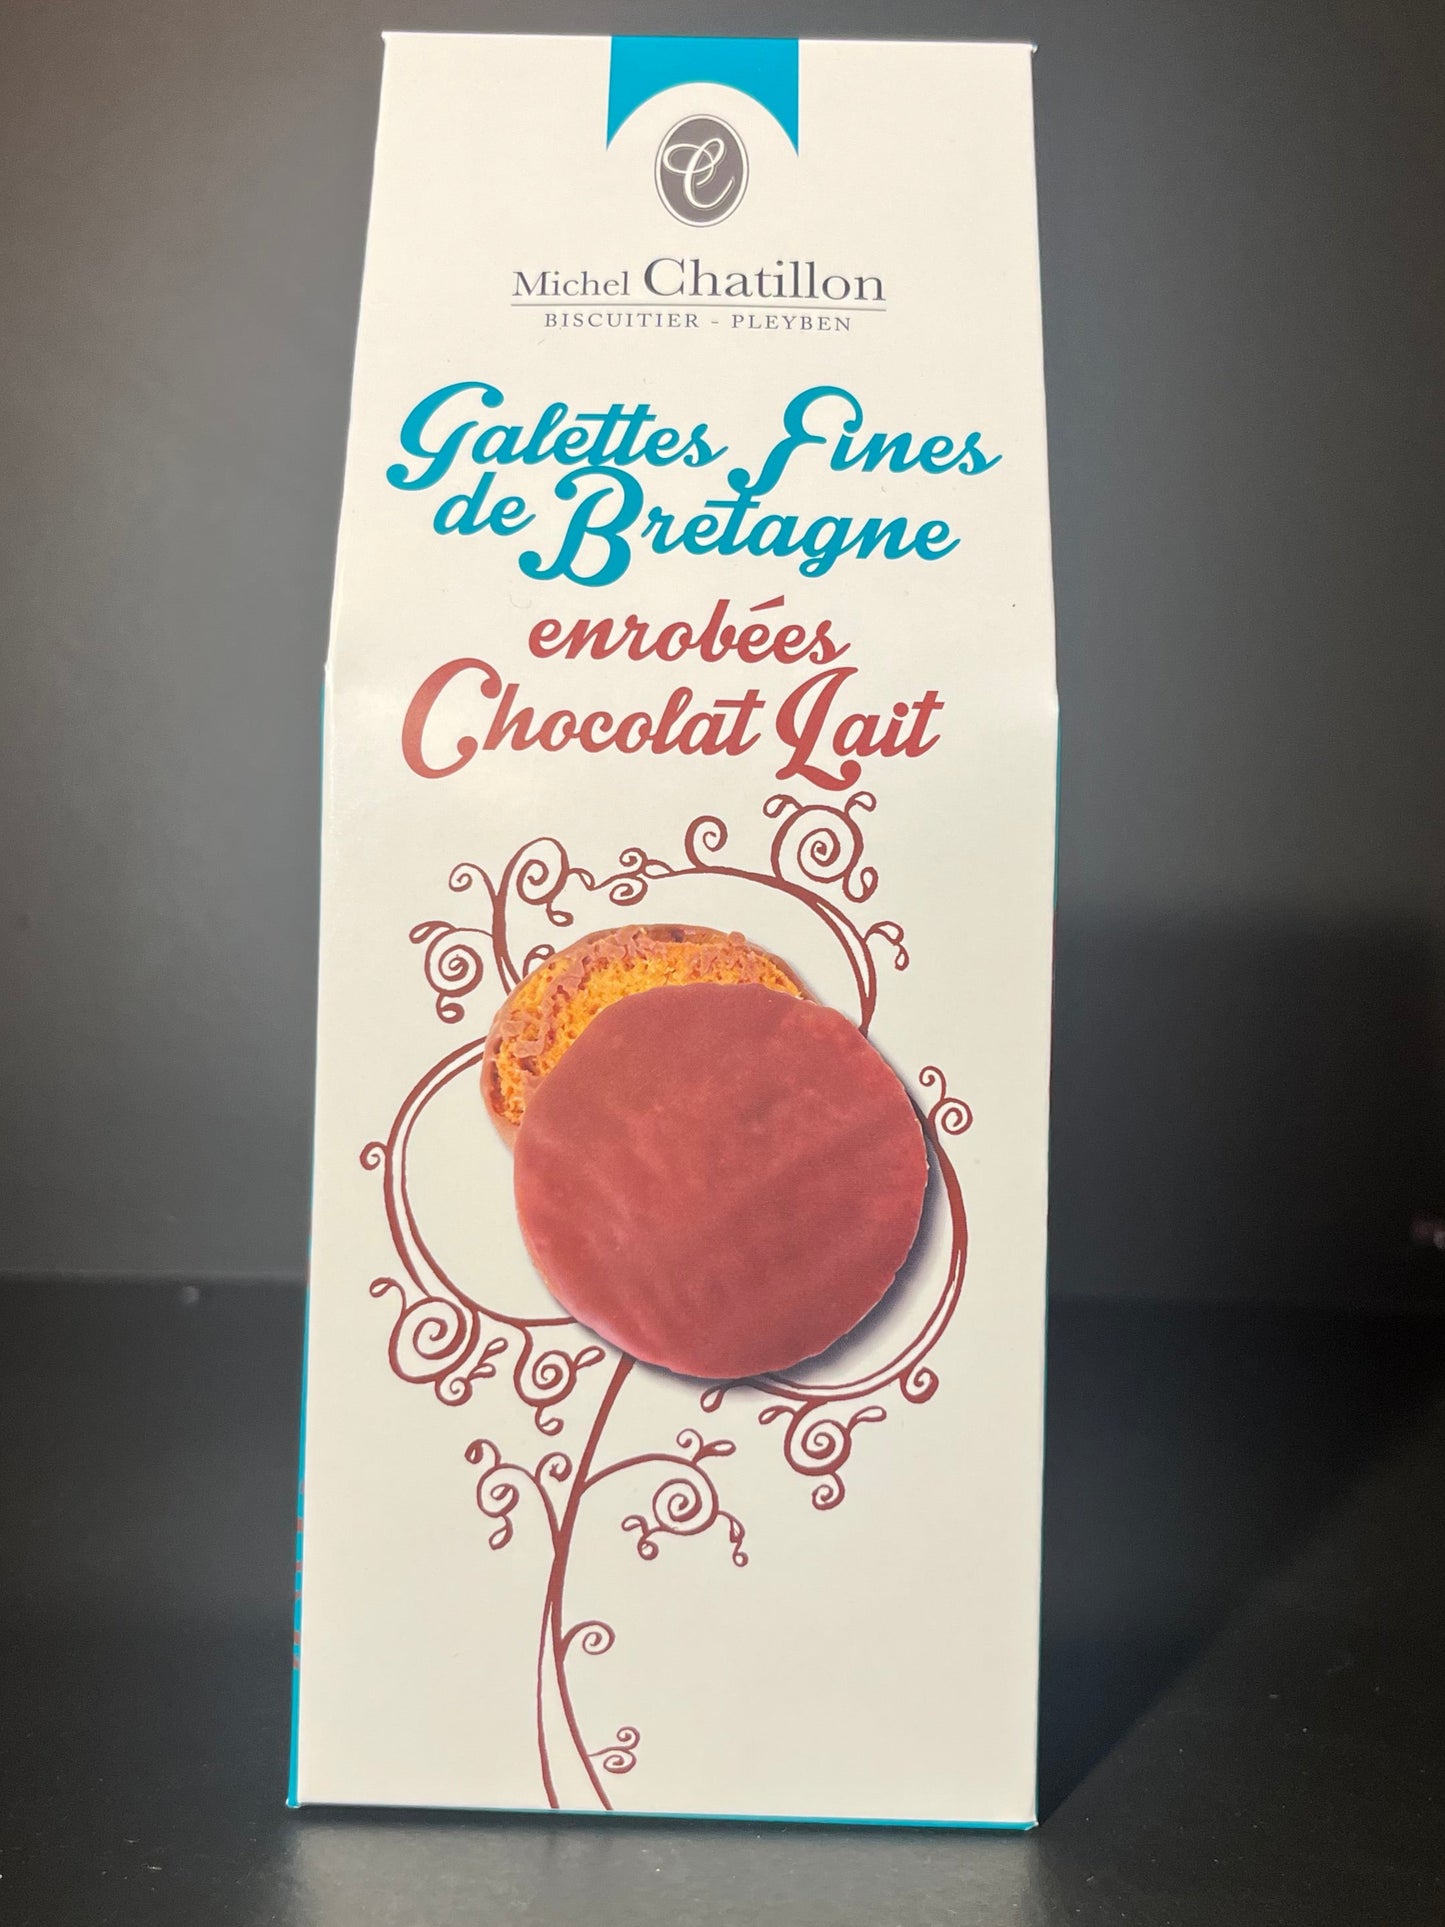 C
Michel Chatillon
BISCUITIER - PLEYBEN
Galettes Fines
de Bretagne
enrobées
Chocolat Lait